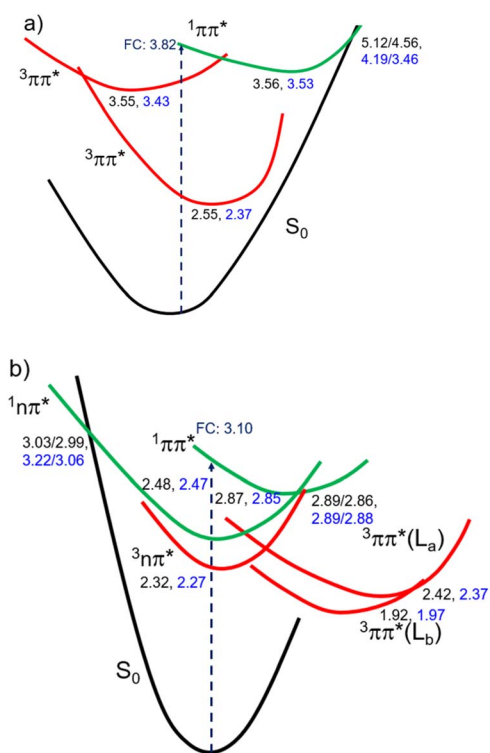 a)
¹ππ*
FC: 3.82
5.12/4.56,
4.19/3.46
³ππ*
3.55, 3.43
3.56, 3.53
³ππ*
2.55, 2.37
S₀
b)
¹nπ*
FC: 3.10
¹ππ*
3.03/2.99,
3.22/3.06
2.48, 2.47
2.87, 2.85
2.89/2.86,
2.89/2.88
³ππ*(Lₐ)
³nπ*
2.32, 2.27
2.42, 2.37
1.92, 1.97
³ππ*(L_b)
S₀